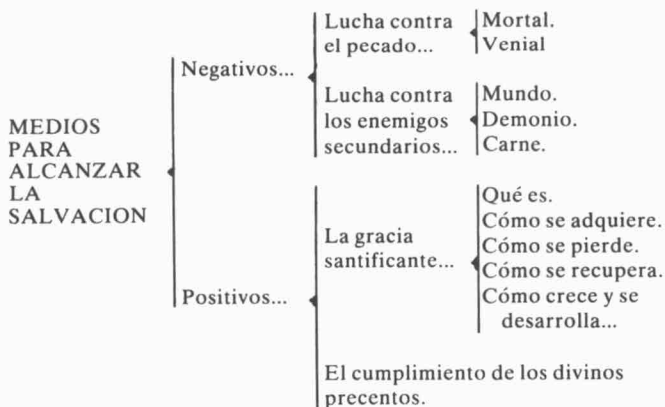 MEDIOS
PARA
ALCANZAR
LA
SALVACION
Negativos...
Lucha contra
el pecado...
Mortal.
Venial
Lucha contra
los enemigos
secundarios...
Mundo.
Demonio.
Carne.
Positivos...
La gracia
santificante...
Qué es.
Cómo se adquiere.
Cómo se pierde.
Cómo se recupera.
Cómo crece y se
desarrolla...
El cumplimiento de los divinos
precentos.